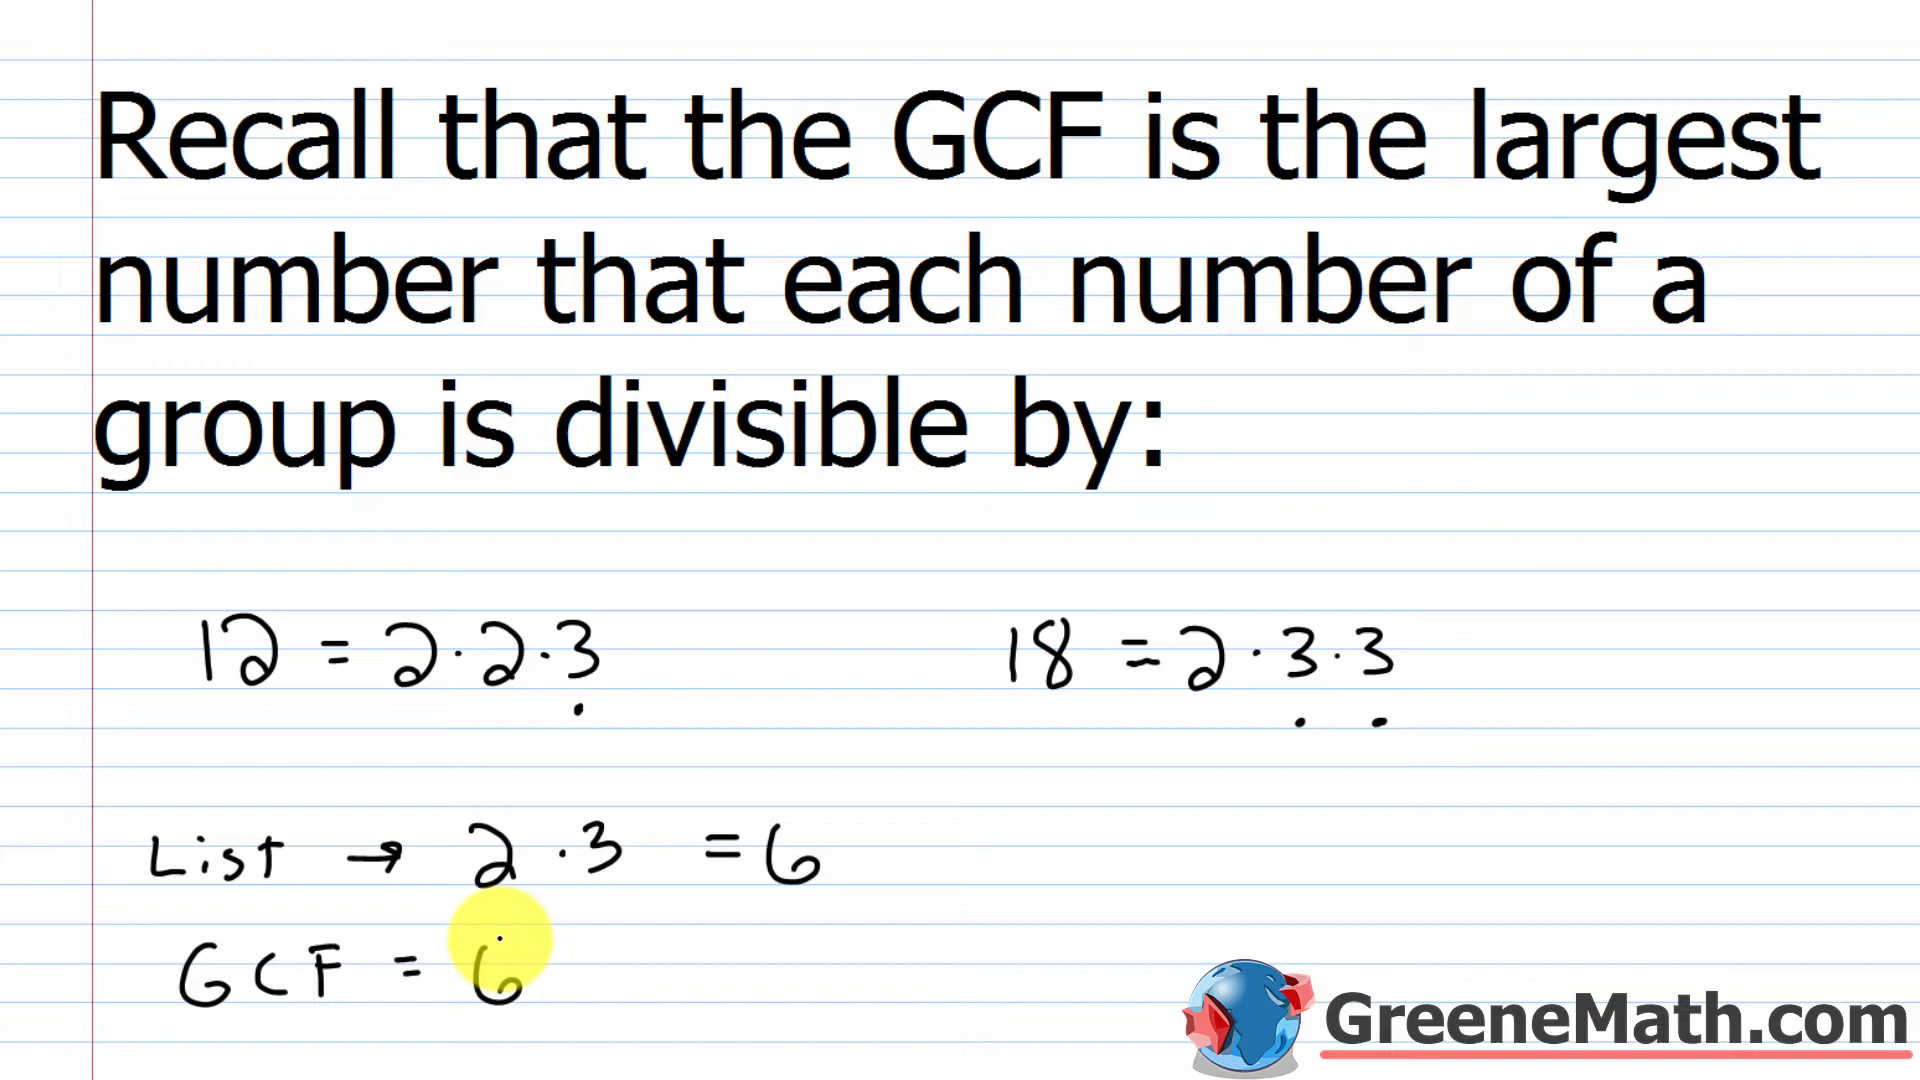 Recall that the GCF is the largest
number that each number of a
group is divisible by:
12 = 2 · 2 · 3
18 = 2 · 3 · 3
List → 2 · 3 = 6
GCF = 6
GreeneMath.com